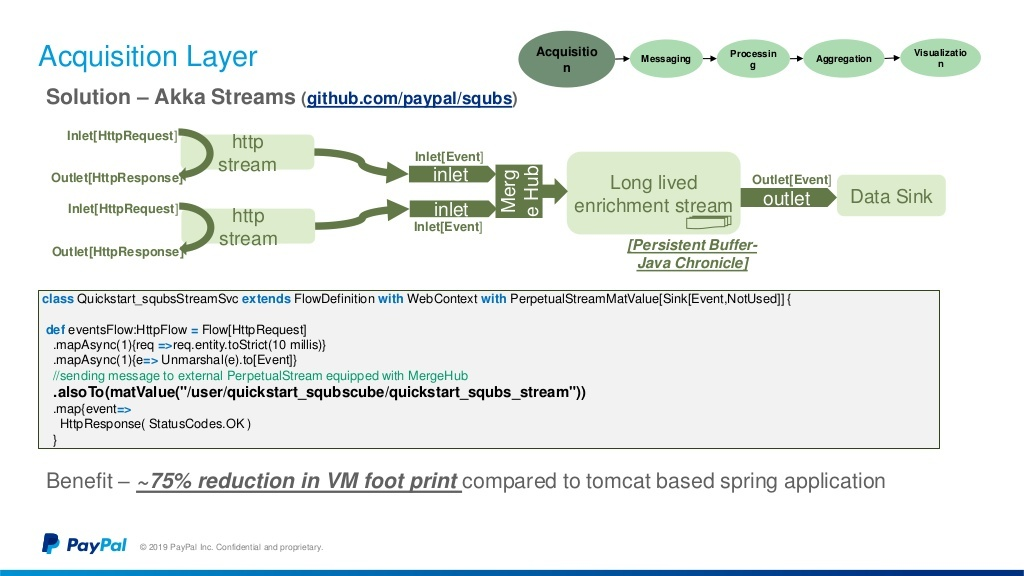 Acquisition Layer
Acquisitio
n
Messaging
Processin
g
Aggregation
Visualizatio
n
Solution – Akka Streams (github.com/paypal/squbs)
Inlet[HttpRequest]
http
stream
Outlet[HttpResponse]
Inlet[HttpRequest]
http
stream
Outlet[HttpResponse]
Inlet[Event]
inlet
inlet
Inlet[Event]
Merg
e Hub
Long lived
enrichment stream
[Persistent Buffer-
Java Chronicle]
Outlet[Event]
outlet
Data Sink
class Quickstart_squbsStreamSvc extends FlowDefinition with WebContext with PerpetualStreamMatValue[Sink[Event,NotUsed]] {
def eventsFlow:HttpFlow = Flow[HttpRequest]
.mapAsync(1){req =>req.entity.toStrict(10 millis)}
.mapAsync(1){e=> Unmarshal(e).to[Event]}
//sending message to external PerpetualStream equipped with MergeHub
.alsoTo(matValue("/user/quickstart_squbscube/quickstart_squbs_stream"))
.map{event=>
HttpResponse( StatusCodes.OK )
}
Benefit – ~75% reduction in VM foot print compared to tomcat based spring application
PayPal
© 2019 PayPal Inc. Confidential and proprietary.